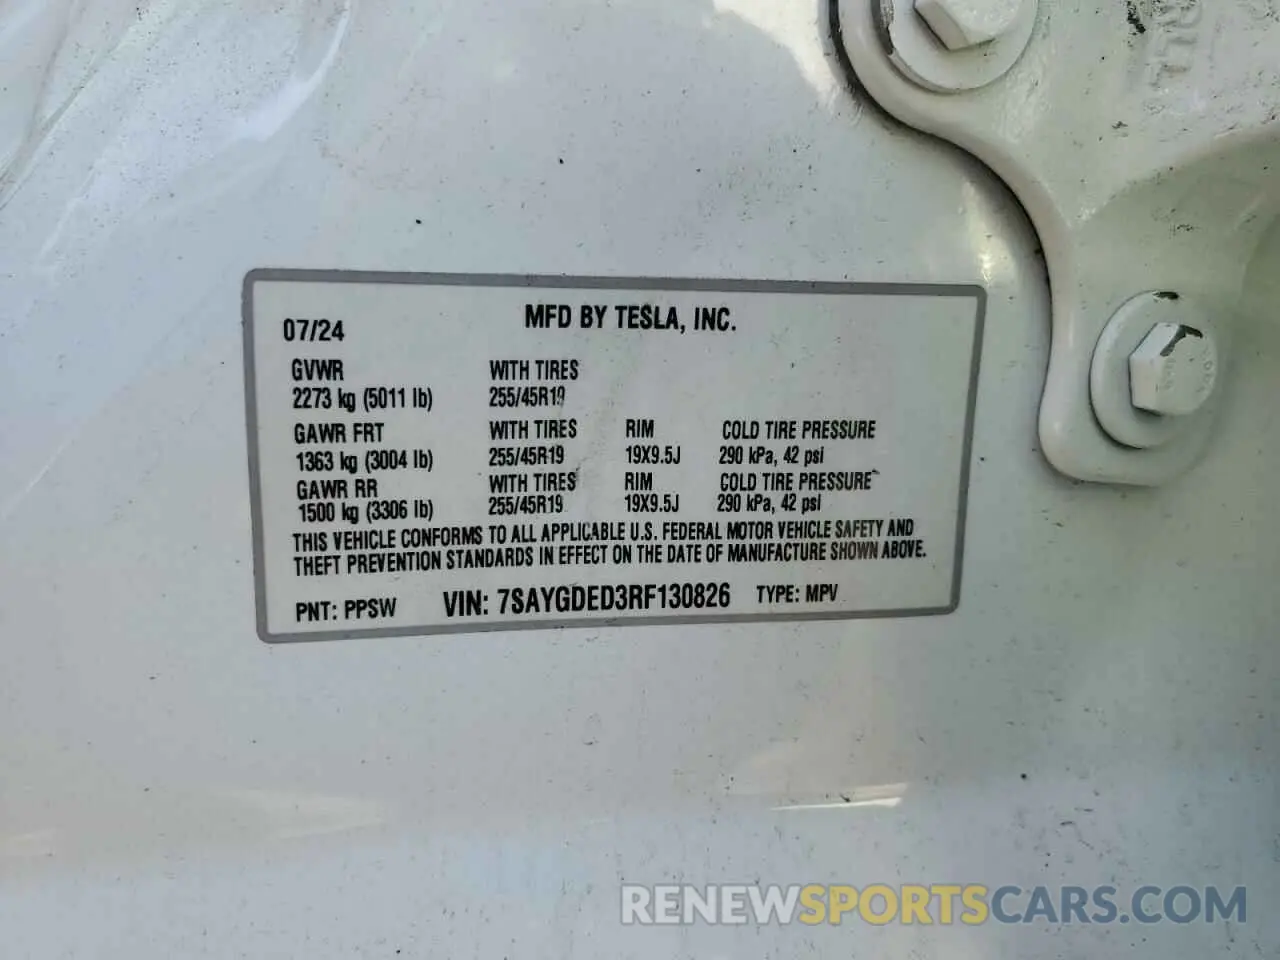 07/24 MFD BY TESLA, INC.
GVWR WITH TIRES
2273 kg (5011 lb) 255/45R19
GAWR FRT WITH TIRES RIM COLD TIRE PRESSURE
1363 kg (3004 lb) 255/45R19 19X9.5J 290 kPa, 42 psi
GAWR RR WITH TIRES RIM COLD TIRE PRESSURE
1500 kg (3306 lb) 255/45R19 19X9.5J 290 kPa, 42 psi
THIS VEHICLE CONFORMS TO ALL APPLICABLE U.S. FEDERAL MOTOR VEHICLE SAFETY AND
THEFT PREVENTION STANDARDS IN EFFECT ON THE DATE OF MANUFACTURE SHOWN ABOVE.
PNT: PPSW VIN: 7SAYGDED3RF130826 TYPE: MPV
RENEWSPORTSCARS.COM